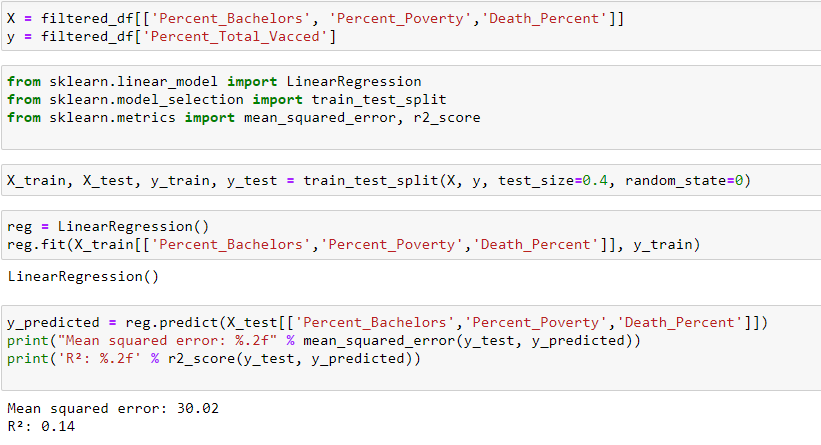 X = filtered_df[['Percent_Bachelors', 'Percent_Poverty','Death_Percent']]
y = filtered_df['Percent_Total_Vacced']
from sklearn.linear_model import LinearRegression
from sklearn.model_selection import train_test_split
from sklearn.metrics import mean_squared_error, r2_score
X_train, X_test, y_train, y_test = train_test_split(X, y, test_size=0.4, random_state=0)
reg = LinearRegression()
reg.fit(X_train[['Percent_Bachelors','Percent_Poverty','Death_Percent']], y_train)
LinearRegression()
y_predicted = reg.predict(X_test[['Percent_Bachelors','Percent_Poverty','Death_Percent']])
print("Mean squared error: %.2f" % mean_squared_error(y_test, y_predicted))
print('R²: %.2f' % r2_score(y_test, y_predicted))
Mean squared error: 30.02
R²: 0.14